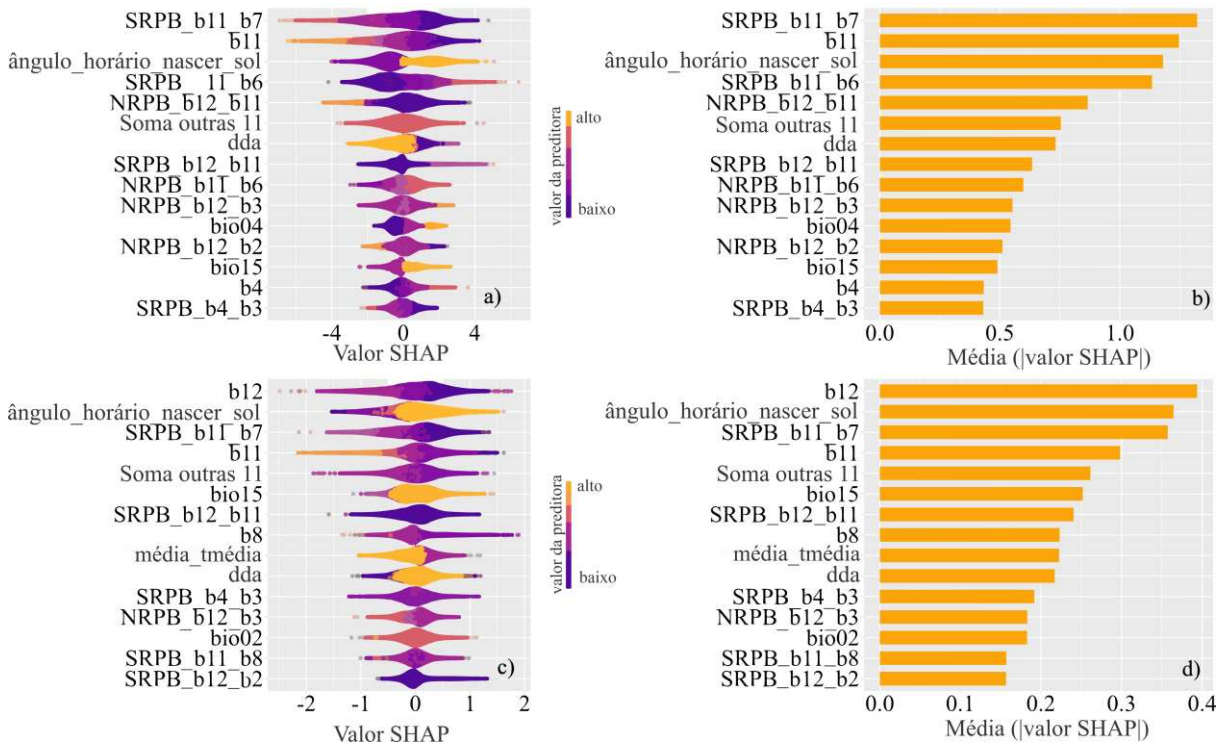 SRPB_b11_b7
b11
ângulo_horário_nascer_sol
SRPB_11_b6
NRPB_b12_b11
Soma outras 11
dda
SRPB_b12_b11
NRPB_b11_b6
NRPB_b12_b3
bio04
NRPB_b12_b2
bio15
b4
SRPB_b4_b3
a)
-4 0 4
Valor SHAP
alto
valor da preditora
baixo
SRPB_b11_b7
b11
ângulo_horário_nascer_sol
SRPB_b11_b6
NRPB_b12_b11
Soma outras 11
dda
SRPB_b12_b11
NRPB_b11_b6
NRPB_b12_b3
bio04
NRPB_b12_b2
bio15
b4
SRPB_b4_b3
b)
0.0 0.5 1.0
Média (|valor SHAP|)
b12
ângulo_horário_nascer_sol
SRPB_b11_b7
b11
Soma outras 11
bio15
SRPB_b12_b11
b8
média_tmédia
dda
SRPB_b4_b3
NRPB_b12_b3
bio02
SRPB_b11_b8
SRPB_b12_b2
c)
-2 -1 0 1 2
Valor SHAP
alto
valor da preditora
baixo
b12
ângulo_horário_nascer_sol
SRPB_b11_b7
b11
Soma outras 11
bio15
SRPB_b12_b11
b8
média_tmédia
dda
SRPB_b4_b3
NRPB_b12_b3
bio02
SRPB_b11_b8
SRPB_b12_b2
d)
0.0 0.1 0.2 0.3 0.4
Média (|valor SHAP|)